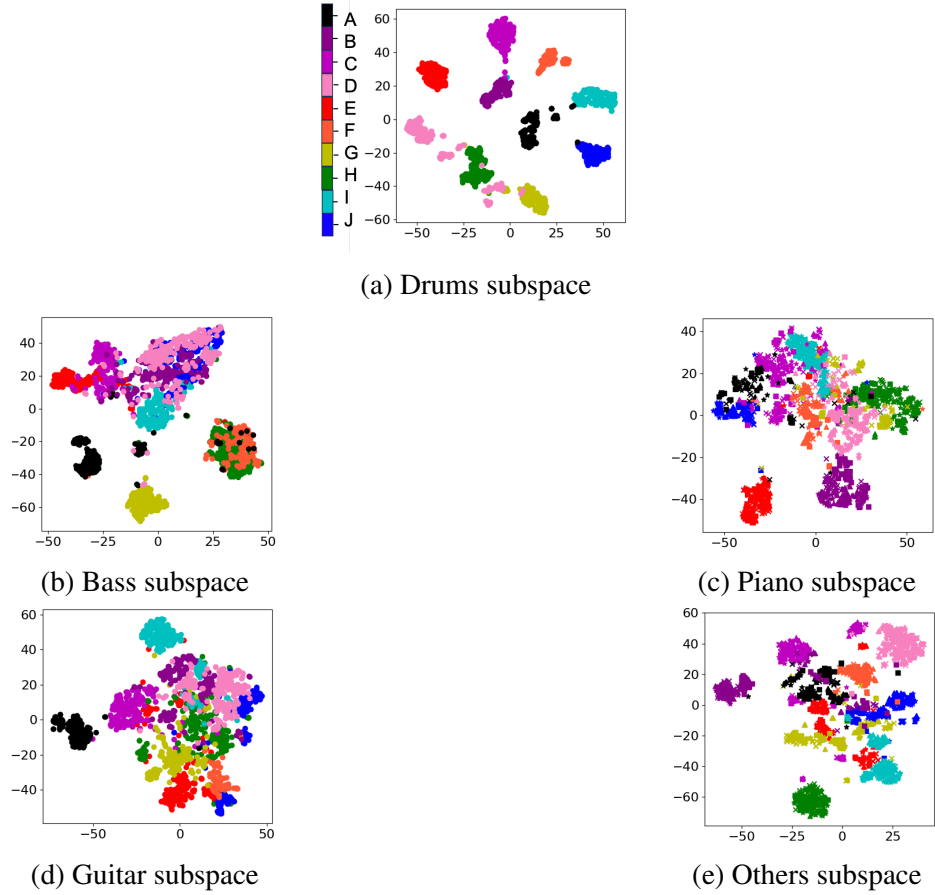 A
B
C
D
E
F
G
H
I
J
60
40
20
0
−20
−40
−60
−50 −25 0 25 50
(a) Drums subspace
40
20
0
−20
−40
−60
−50 −25 0 25 50
(b) Bass subspace
40
20
0
−20
−40
−50 0 50
(c) Piano subspace
60
40
20
0
−20
−40
−50 0 50
(d) Guitar subspace
60
40
20
0
−20
−40
−60
−50 −25 0 25
(e) Others subspace